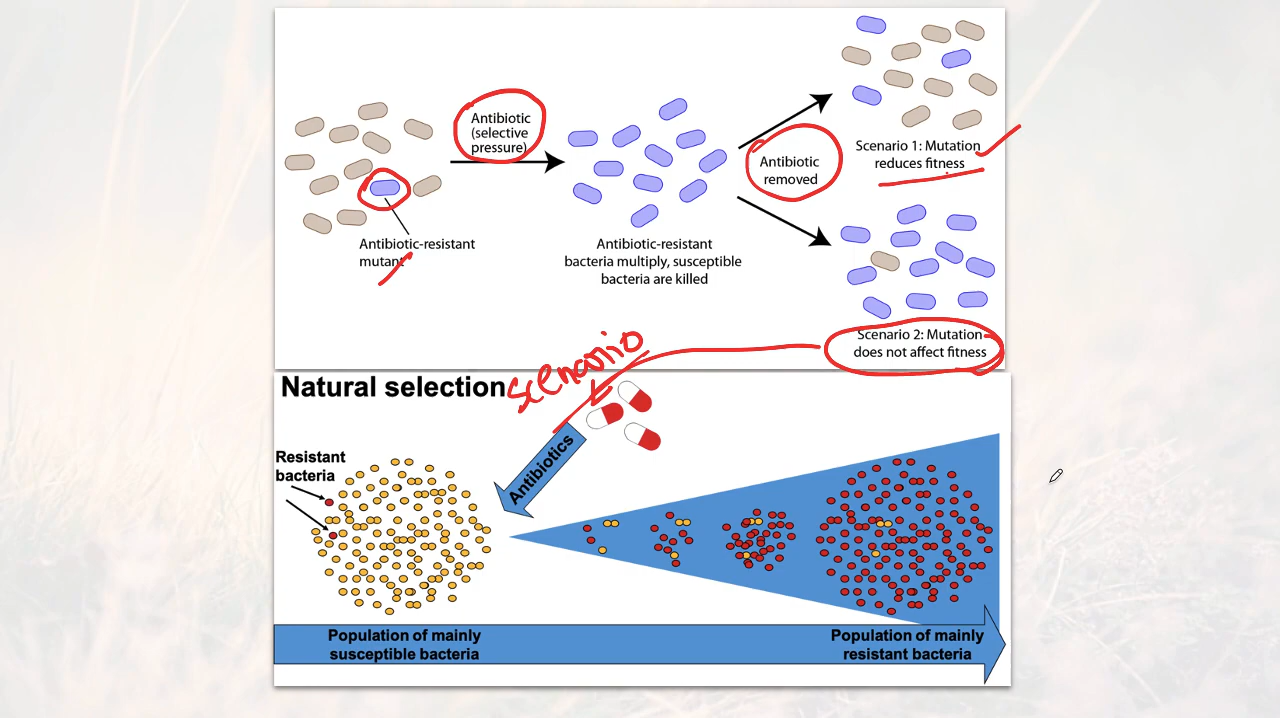 Antibiotic
(selective
pressure)
Antibiotic-resistant
mutant
Antibiotic-resistant
bacteria multiply, susceptible
bacteria are killed
Antibiotic
removed
Scenario 1: Mutation
reduces fitness
Scenario 2: Mutation
does not affect fitness
scenario
Natural selection
Resistant
bacteria
Antibiotics
Population of mainly
susceptible bacteria
Population of mainly
resistant bacteria